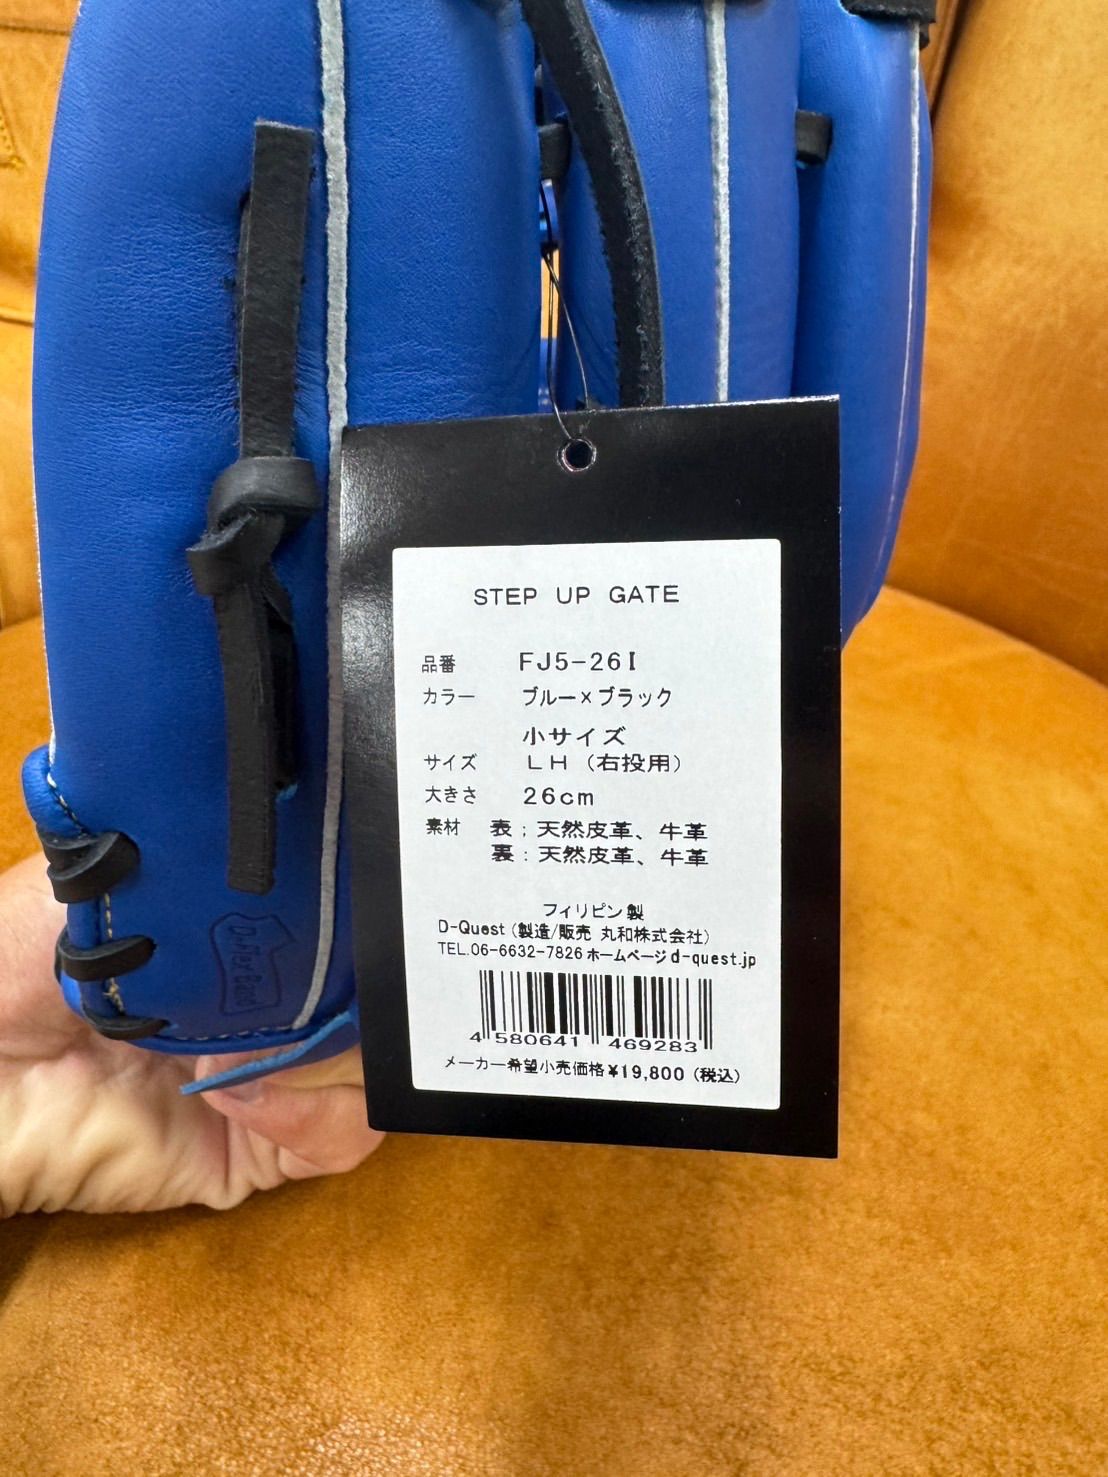 STEP UP GATE
品番 FJ5-26I
カラー ブルー×ブラック
小サイズ
サイズ LH（右投用）
大きさ 26cm
素材 表；天然皮革、牛革
裏：天然皮革、牛革
フィリピン製
D-Quest（製造/販売 丸和株式会社）
TEL.06-6632-7826 ホームページ d-quest.jp
4 580641 469283
メーカー希望小売価格¥19,800（税込）